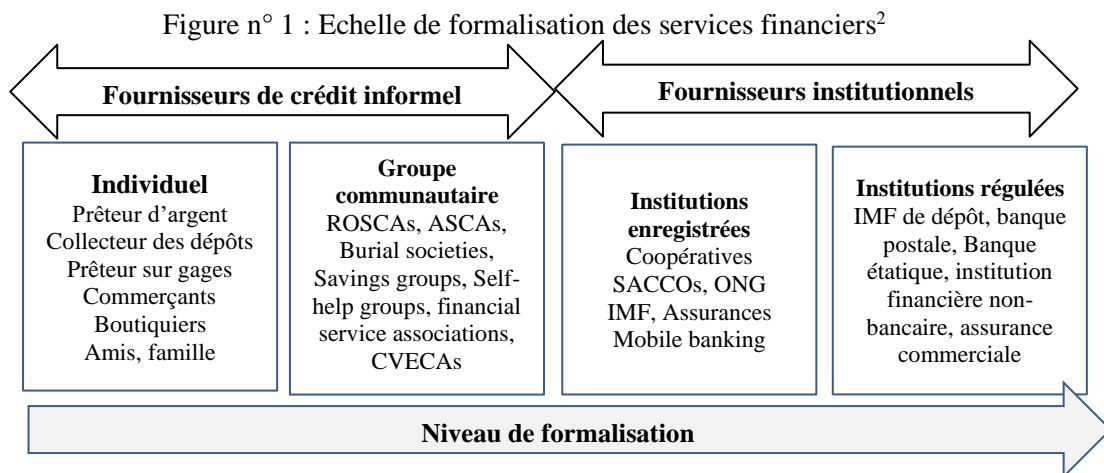 Figure n° 1 : Echelle de formalisation des services financiers2
Fournisseurs de crédit informel
Fournisseurs institutionnels
Individuel
Prêteur d’argent
Collecteur des dépôts
Prêteur sur gages
Commerçants
Boutiquiers
Amis, famille
Groupe
communautaire
ROSCAs, ASCAs,
Burial societies,
Savings groups, Self-
help groups, financial
service associations,
CVECAs
Institutions
enregistrées
Coopératives
SACCOs, ONG
IMF, Assurances
Mobile banking
Institutions régulées
IMF de dépôt, banque
postale, Banque
étatique, institution
financière non-
bancaire, assurance
commerciale
Niveau de formalisation